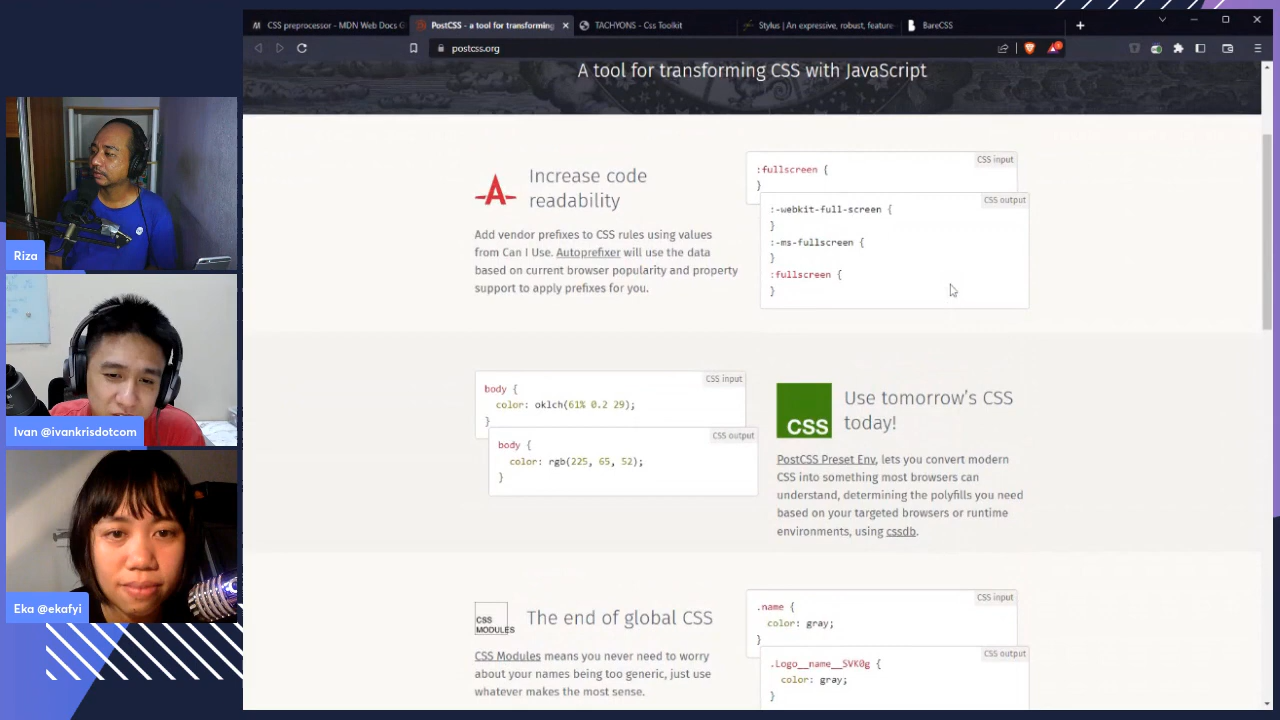 CSS preprocessor - MDN Web Docs G
PostCSS - a tool for transforming
TACHYONS - Css Toolkit
Stylus | An expressive, robust, feature-
BareCSS
postcss.org
A tool for transforming CSS with JavaScript
Increase code
readability
Add vendor prefixes to CSS rules using values
from Can I Use. Autoprefixer will use the data
based on current browser popularity and property
support to apply prefixes for you.
CSS input
:fullscreen {
}
CSS output
:-webkit-full-screen {
}
:-ms-fullscreen {
}
:fullscreen {
}
CSS input
body {
color: oklch(61% 0.2 29);
}
CSS output
body {
color: rgb(225, 65, 52);
}
CSS
Use tomorrow's CSS
today!
PostCSS Preset Env, lets you convert modern
CSS into something most browsers can
understand, determining the polyfills you need
based on your targeted browsers or runtime
environments, using cssdb.
CSS
MODULES
The end of global CSS
CSS Modules means you never need to worry
about your names being too generic, just use
whatever makes the most sense.
CSS input
.name {
color: gray;
}
CSS output
.Logo__name__SVK0g {
color: gray;
}
Riza
Ivan @ivankrisdotcom
Eka @ekafyi